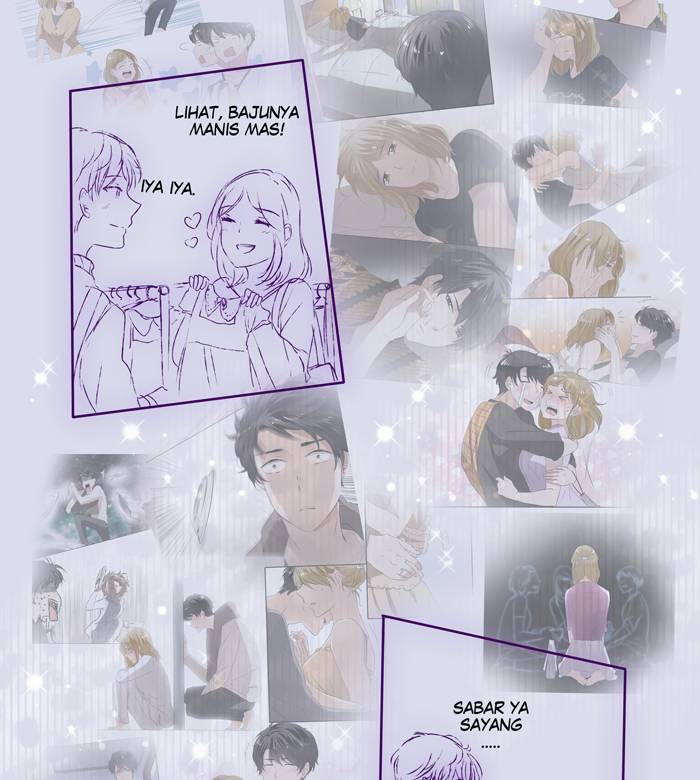 LIHAT, BAJUNYA
MANIS MAS!
IYA IYA.
SABAR YA
SAYANG
.....